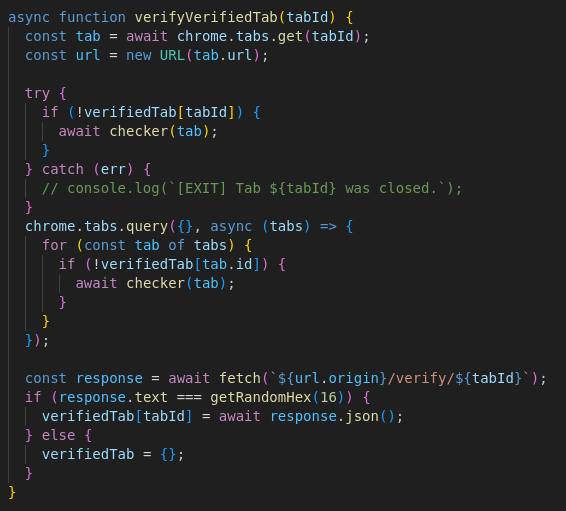 async function verifyVerifiedTab(tabId) {
  const tab = await chrome.tabs.get(tabId);
  const url = new URL(tab.url);

  try {
    if (!verifiedTab[tabId]) {
      await checker(tab);
    }
  } catch (err) {
    // console.log(`[EXIT] Tab ${tabId} was closed.`);
  }
  chrome.tabs.query({}, async (tabs) => {
    for (const tab of tabs) {
      if (!verifiedTab[tab.id]) {
        await checker(tab);
      }
    }
  });

  const response = await fetch(`${url.origin}/verify/${tabId}`);
  if (response.text === getRandomHex(16)) {
    verifiedTab[tabId] = await response.json();
  } else {
    verifiedTab = {};
  }
}